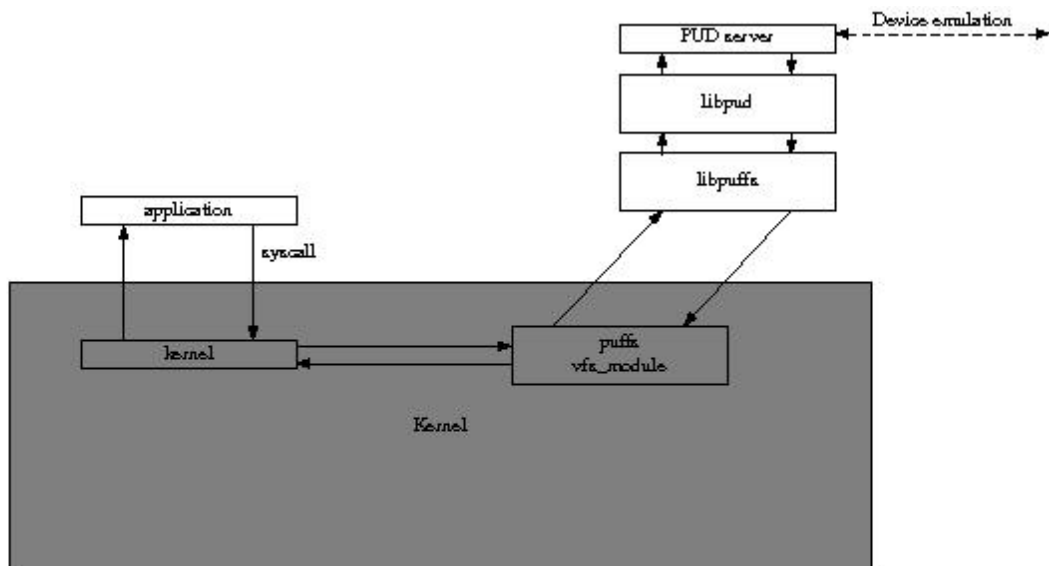 Device emulation
PUD server
libpud
libpuffs
application
syscall
kernel
puffs
vfs_module
Kernel